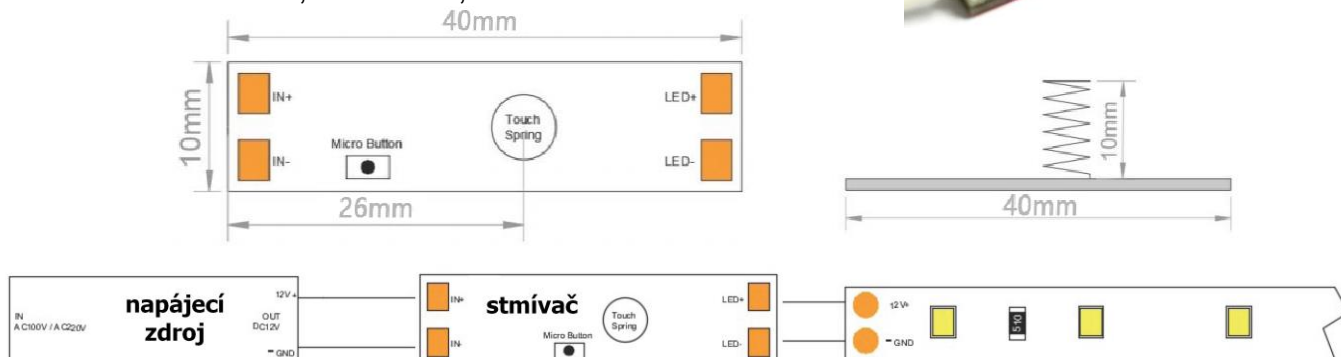 40mm
IN+
LED+
10mm
Touch
Spring
Micro Button
IN-
LED-
10mm
26mm
40mm
IN
AC100V / AC220V
napájecí
zdroj
12V+
OUT
DC12V
- GND
IN+
IN-
stmívač
Micro Button
Touch
Spring
LED+
LED-
12V+
- GND
510